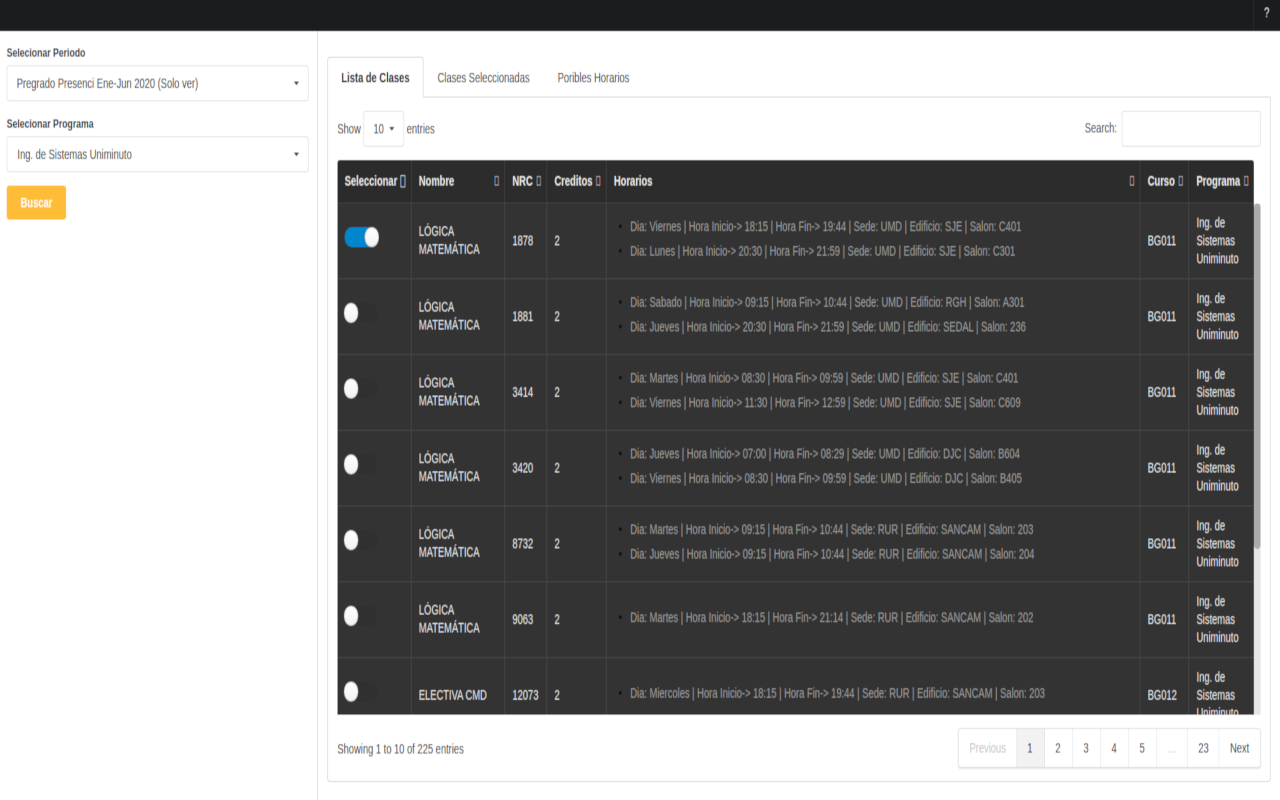 ?
Selecionar Periodo
Pregrado Presenci Ene-Jun 2020 (Solo ver)
Selecionar Programa
Ing. de Sistemas Uniminuto
Buscar
Lista de Clases Clases Seleccionadas Poribles Horarios
Show 10 entries Search:
Seleccionar Nombre NRC Creditos Horarios Curso Programa
LÓGICA MATEMÁTICA 1878 2
Dia: Viernes | Hora Inicio-> 18:15 | Hora Fin-> 19:44 | Sede: UMD | Edificio: SJE | Salon: C401
Dia: Lunes | Hora Inicio-> 20:30 | Hora Fin-> 21:59 | Sede: UMD | Edificio: SJE | Salon: C301
BG011 Ing. de Sistemas Uniminuto
LÓGICA MATEMÁTICA 1881 2
Dia: Sabado | Hora Inicio-> 09:15 | Hora Fin-> 10:44 | Sede: UMD | Edificio: RGH | Salon: A301
Dia: Jueves | Hora Inicio-> 20:30 | Hora Fin-> 21:59 | Sede: UMD | Edificio: SEDAL | Salon: 236
BG011 Ing. de Sistemas Uniminuto
LÓGICA MATEMÁTICA 3414 2
Dia: Martes | Hora Inicio-> 08:30 | Hora Fin-> 09:59 | Sede: UMD | Edificio: SJE | Salon: C401
Dia: Viernes | Hora Inicio-> 11:30 | Hora Fin-> 12:59 | Sede: UMD | Edificio: SJE | Salon: C609
BG011 Ing. de Sistemas Uniminuto
LÓGICA MATEMÁTICA 3420 2
Dia: Jueves | Hora Inicio-> 07:00 | Hora Fin-> 08:29 | Sede: UMD | Edificio: DJC | Salon: B604
Dia: Viernes | Hora Inicio-> 08:30 | Hora Fin-> 09:59 | Sede: UMD | Edificio: DJC | Salon: B405
BG011 Ing. de Sistemas Uniminuto
LÓGICA MATEMÁTICA 8732 2
Dia: Martes | Hora Inicio-> 09:15 | Hora Fin-> 10:44 | Sede: RUR | Edificio: SANCAM | Salon: 203
Dia: Jueves | Hora Inicio-> 09:15 | Hora Fin-> 10:44 | Sede: RUR | Edificio: SANCAM | Salon: 204
BG011 Ing. de Sistemas Uniminuto
LÓGICA MATEMÁTICA 9063 2
Dia: Martes | Hora Inicio-> 18:15 | Hora Fin-> 21:14 | Sede: RUR | Edificio: SANCAM | Salon: 202
BG011 Ing. de Sistemas Uniminuto
ELECTIVA CMD 12073 2
Dia: Miercoles | Hora Inicio-> 18:15 | Hora Fin-> 19:44 | Sede: RUR | Edificio: SANCAM | Salon: 203
BG012 Ing. de Sistemas Uniminuto
Showing 1 to 10 of 225 entries Previous 1 2 3 4 5 … 23 Next